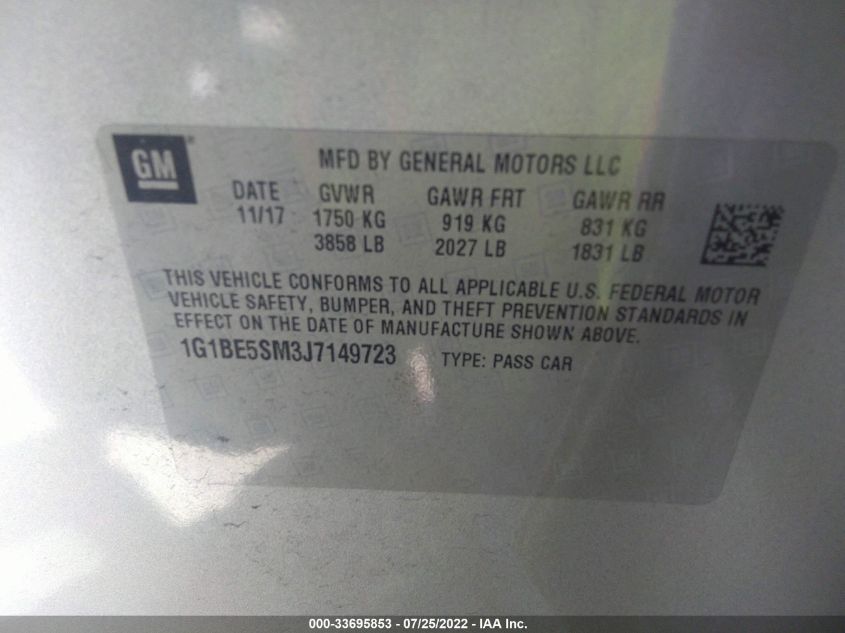 GM
MFD BY GENERAL MOTORS LLC
DATE GVWR GAWR FRT GAWR RR
11/17 1750 KG 919 KG 831 KG
3858 LB 2027 LB 1831 LB
THIS VEHICLE CONFORMS TO ALL APPLICABLE U.S. FEDERAL MOTOR
VEHICLE SAFETY, BUMPER, AND THEFT PREVENTION STANDARDS IN
EFFECT ON THE DATE OF MANUFACTURE SHOWN ABOVE.
1G1BE5SM3J7149723 TYPE: PASS CAR
000-33695853 - 07/25/2022 - IAA Inc.